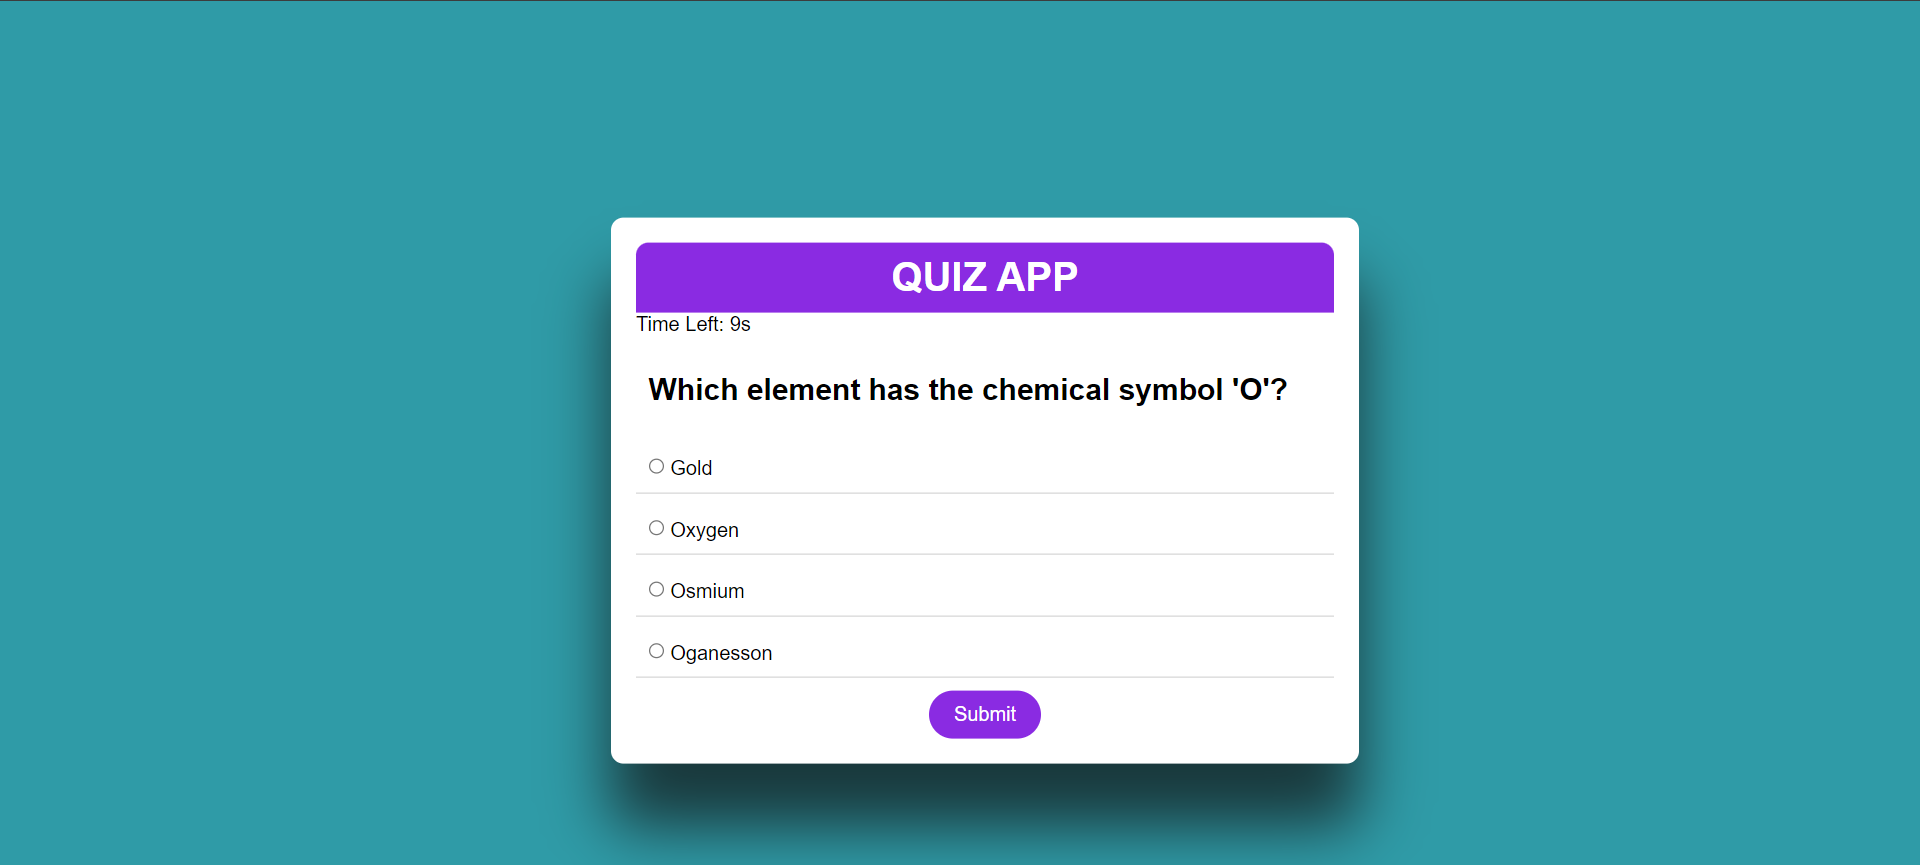 QUIZ APP
Time Left: 9s
Which element has the chemical symbol 'O'?
Gold
Oxygen
Osmium
Oganesson
Submit